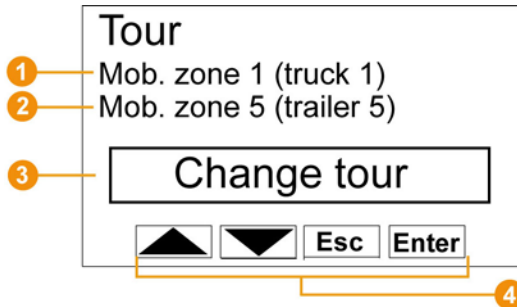 Tour
1 Mob. zone 1 (truck 1)
2 Mob. zone 5 (trailer 5)
3 Change tour
Esc Enter
4